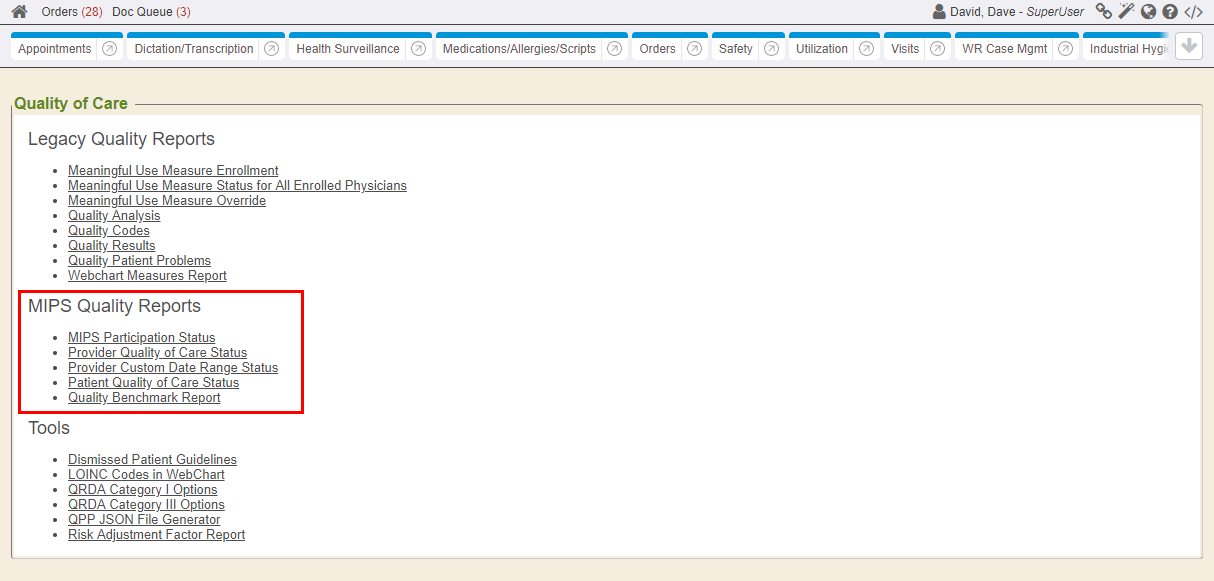 Orders (28) Doc Queue (3) David, Dave - SuperUser
Appointments Dictation/Transcription Health Surveillance Medications/Allergies/Scripts Orders Safety Utilization Visits WR Case Mgmt Industrial Hygi
Quality of Care
Legacy Quality Reports
Meaningful Use Measure Enrollment
Meaningful Use Measure Status for All Enrolled Physicians
Meaningful Use Measure Override
Quality Analysis
Quality Codes
Quality Results
Quality Patient Problems
Webchart Measures Report
MIPS Quality Reports
MIPS Participation Status
Provider Quality of Care Status
Provider Custom Date Range Status
Patient Quality of Care Status
Quality Benchmark Report
Tools
Dismissed Patient Guidelines
LOINC Codes in WebChart
QRDA Category I Options
QRDA Category III Options
QPP JSON File Generator
Risk Adjustment Factor Report